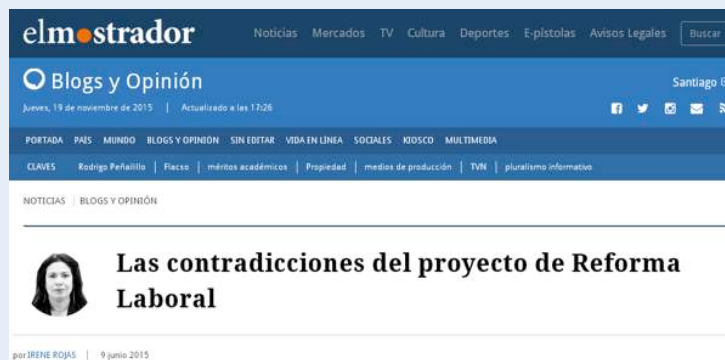 elmostrador
Noticias Mercados TV Cultura Deportes E-pístolas Avisos Legales Buscar
Blogs y Opinión
Santiago
Jueves, 19 de noviembre de 2015 | Actualizado a las 17:26
PORTADA PAÍS MUNDO BLOGS Y OPINIÓN SIN EDITAR VIDA EN LÍNEA SOCIALES KIOSCO MULTIMEDIA
CLAVES Rodrigo Peñailillo | Flacso | méritos académicos | Propiedad | medios de producción | TVN | pluralismo informativo
NOTICIAS | BLOGS Y OPINIÓN
Las contradicciones del proyecto de Reforma
Laboral
por IRENE ROJAS | 9 junio 2015